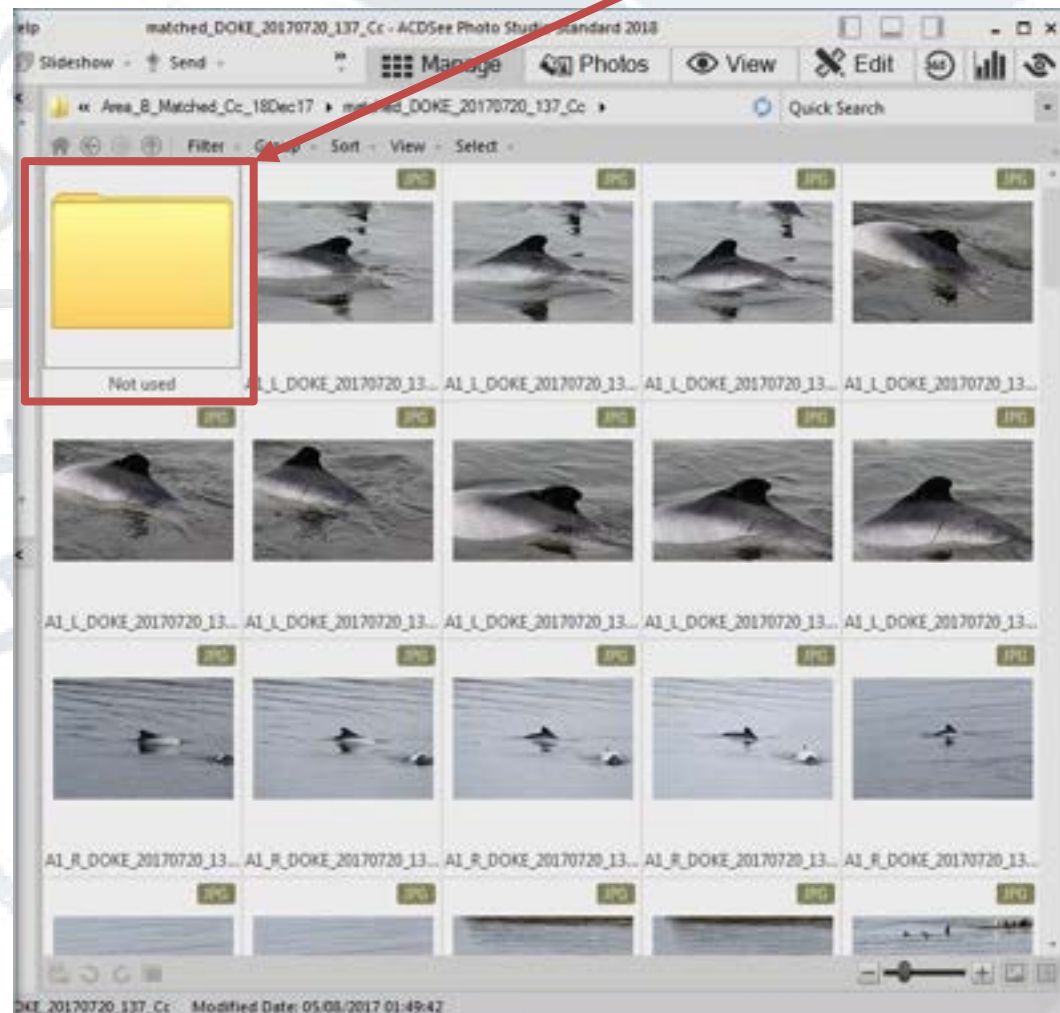 elp matched_DOKE_20170720_137_Cc - ACDSee Photo Studio Standard 2018
Slideshow Send Manage Photos View Edit 365
« Area_B_Matched_Cc_18Dec17 matched_DOKE_20170720_137_Cc Quick Search
Filter Group Sort View Select
JPG JPG JPG JPG
Not used A1_L_DOKE_20170720_13... A1_L_DOKE_20170720_13... A1_L_DOKE_20170720_13... A1_L_DOKE_20170720_13...
JPG JPG JPG JPG JPG
A1_L_DOKE_20170720_13... A1_L_DOKE_20170720_13... A1_L_DOKE_20170720_13... A1_L_DOKE_20170720_13... A1_L_DOKE_20170720_13...
JPG JPG JPG JPG JPG
A1_R_DOKE_20170720_13... A1_R_DOKE_20170720_13... A1_R_DOKE_20170720_13... A1_R_DOKE_20170720_13... A1_R_DOKE_20170720_13...
JPG JPG JPG JPG JPG
OKE_20170720_137_Cc Modified Date: 05/08/2017 01:49:42